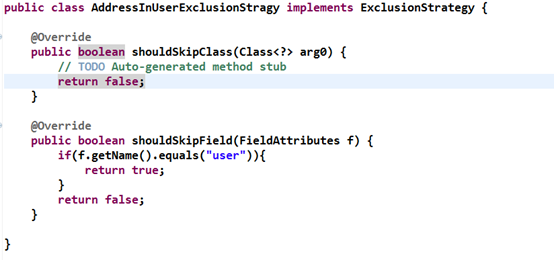 public class AddressInUserExclusionStragy implements ExclusionStrategy {
@Override
public boolean shouldSkipClass(Class<?> arg0) {
// TODO Auto-generated method stub
return false;
}
@Override
public boolean shouldSkipField(FieldAttributes f) {
if(f.getName().equals("user")){
return true;
}
return false;
}
}